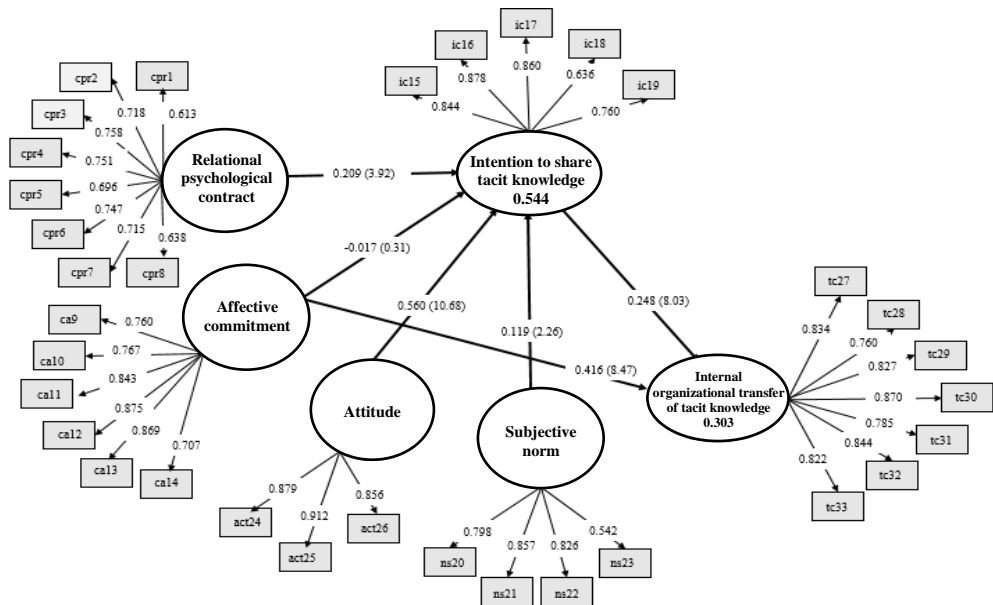 ic17
ic16
ic18
ic15
ic19
0.860
0.878
0.636
0.844
0.760
cpr1
cpr2
cpr3
cpr4
cpr5
cpr6
cpr7
cpr8
0.613
0.718
0.758
0.751
0.696
0.747
0.715
0.638
Relational
psychological
contract
0.209 (3.92)
Intention to share
tacit knowledge
0.544
-0.017 (0.31)
Affective
commitment
0.560 (10.68)
0.119 (2.26)
0.248 (8.03)
0.416 (8.47)
ca9
ca10
ca11
ca12
ca13
ca14
0.760
0.767
0.843
0.875
0.869
0.707
Attitude
0.879
0.912
0.856
act24
act25
act26
Subjective
norm
0.798
0.857
0.826
0.542
ns20
ns21
ns22
ns23
Internal
organizational transfer
of tacit knowledge
0.303
tc27
tc28
tc29
tc30
tc31
tc32
tc33
0.834
0.760
0.827
0.870
0.785
0.844
0.822